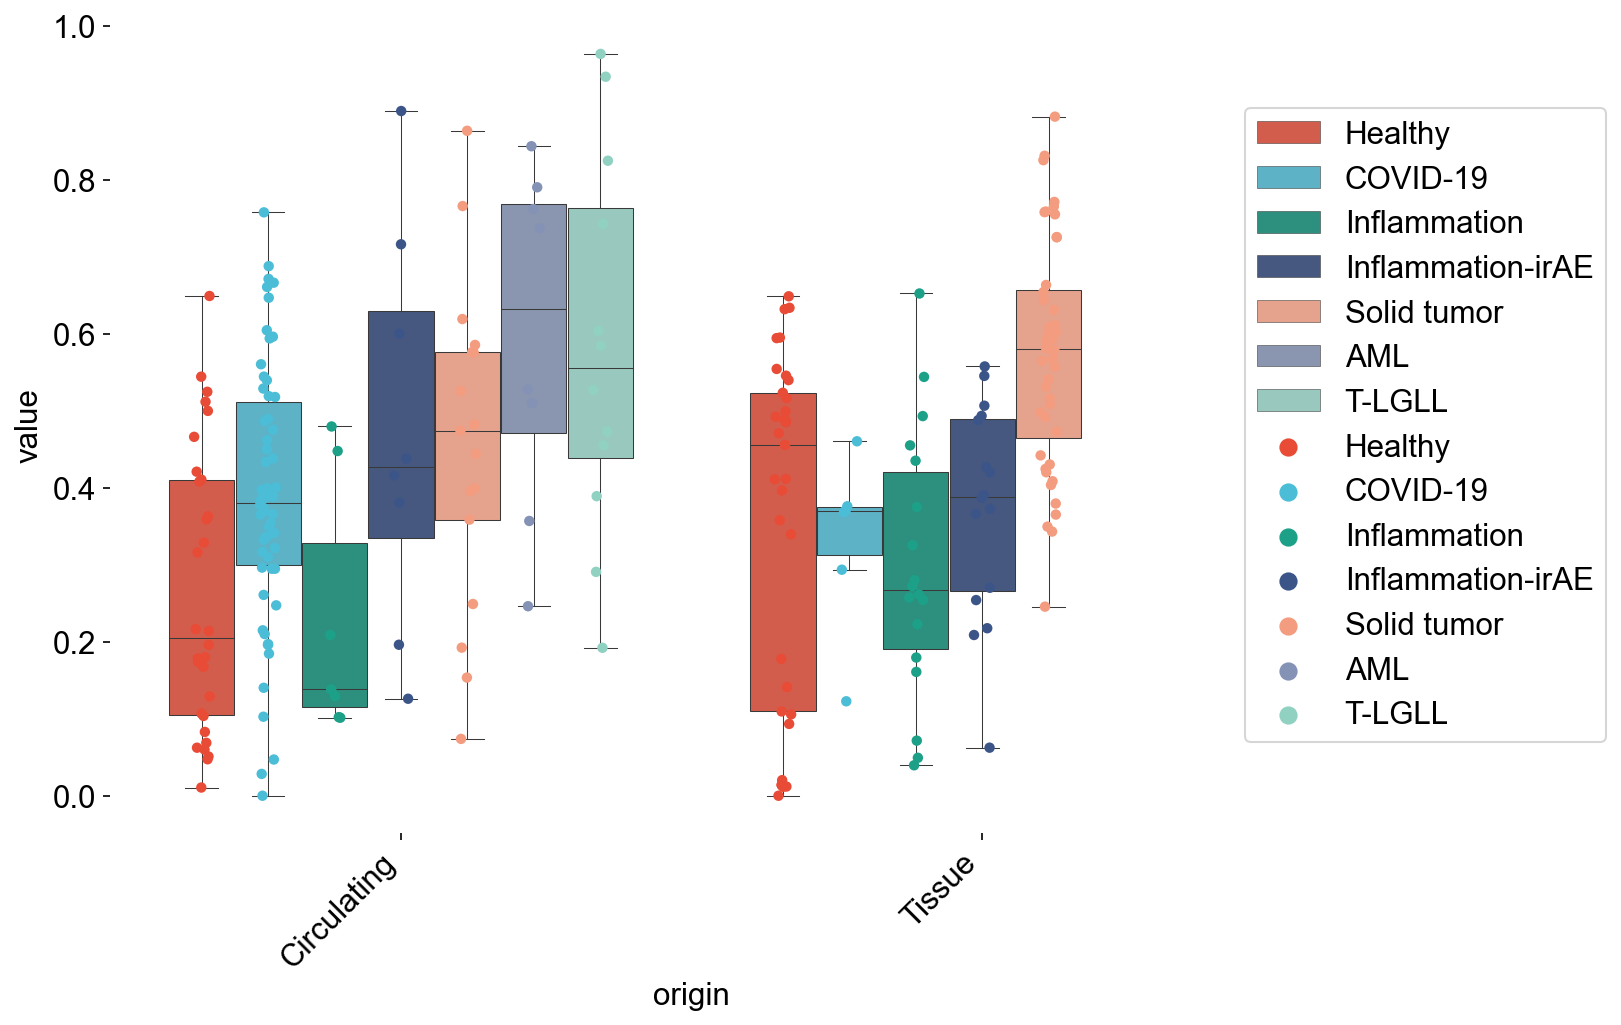 1.0
0.8
0.6
0.4
0.2
0.0
value
Circulating
Tissue
origin
Healthy
COVID-19
Inflammation
Inflammation-irAE
Solid tumor
AML
T-LGLL
Healthy
COVID-19
Inflammation
Inflammation-irAE
Solid tumor
AML
T-LGLL